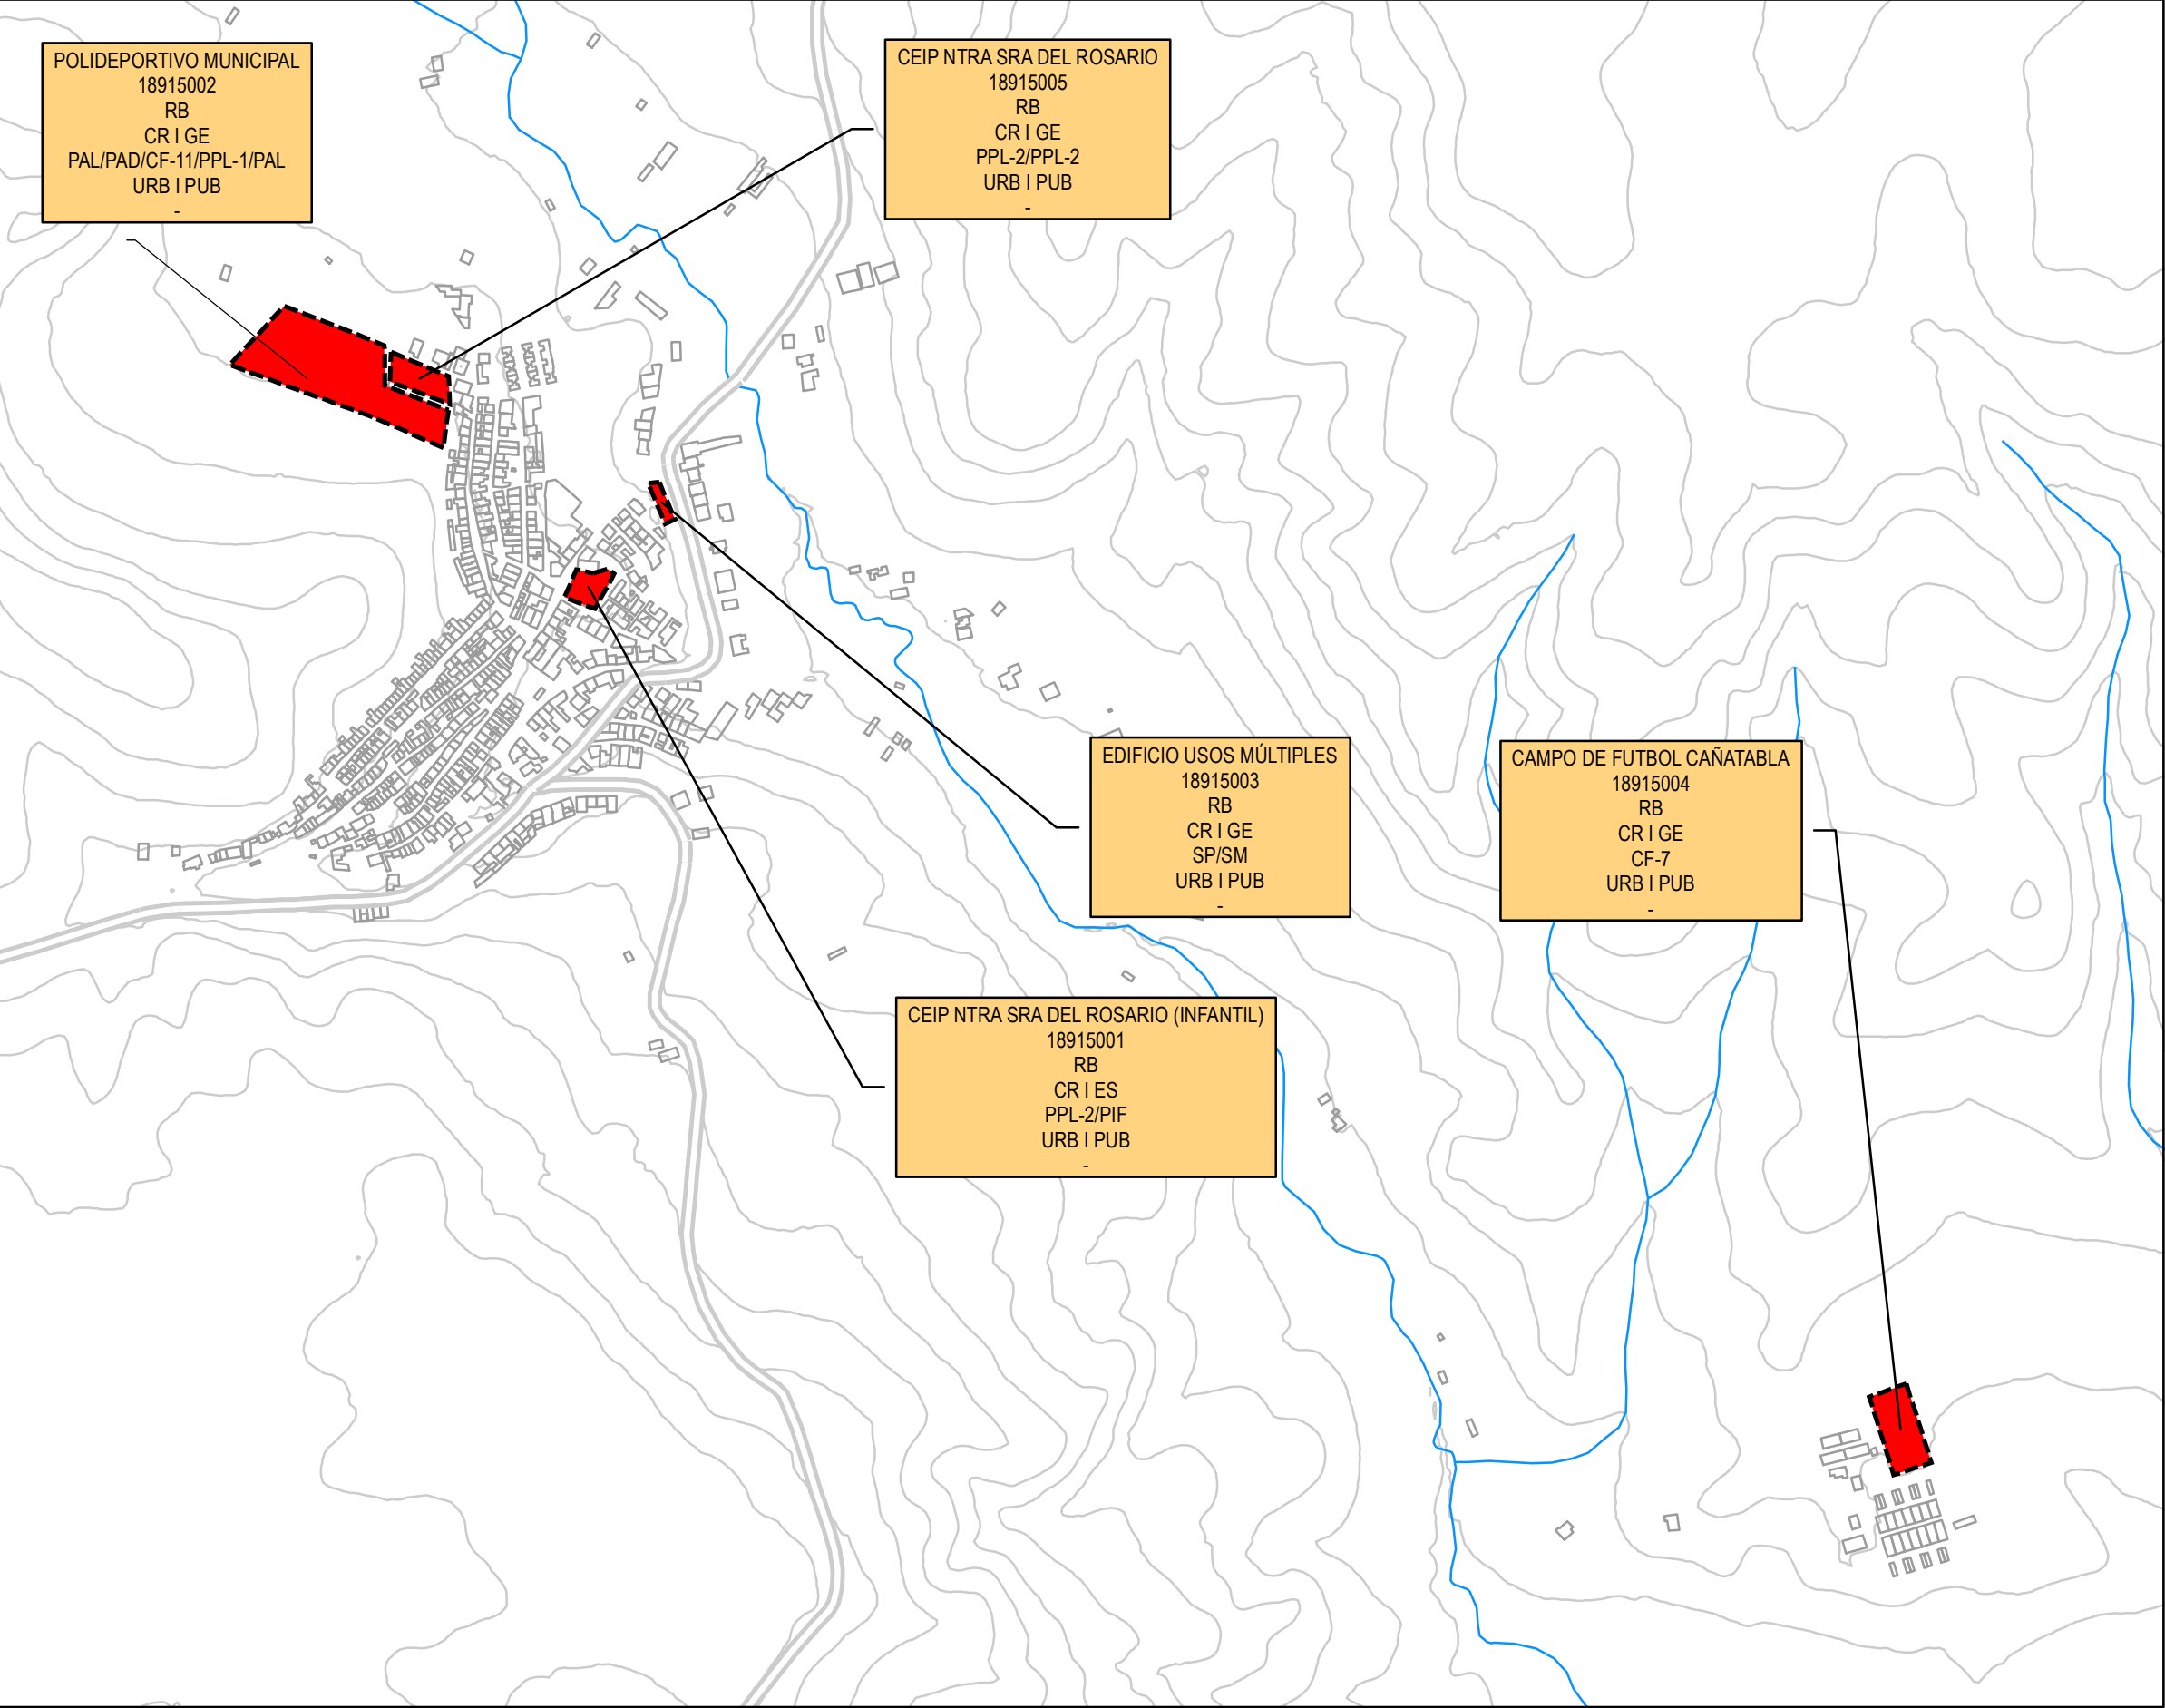 POLIDEPORTIVO MUNICIPAL
18915002
RB
CR I GE
PAL/PAD/CF-11/PPL-1/PAL
URB I PUB
-
CEIP NTRA SRA DEL ROSARIO
18915005
RB
CR I GE
PPL-2/PPL-2
URB I PUB
-
EDIFICIO USOS MÚLTIPLES
18915003
RB
CR I GE
SP/SM
URB I PUB
-
CAMPO DE FUTBOL CAÑATABLA
18915004
RB
CR I GE
CF-7
URB I PUB
-
CEIP NTRA SRA DEL ROSARIO (INFANTIL)
18915001
RB
CR I ES
PPL-2/PIF
URB I PUB
-